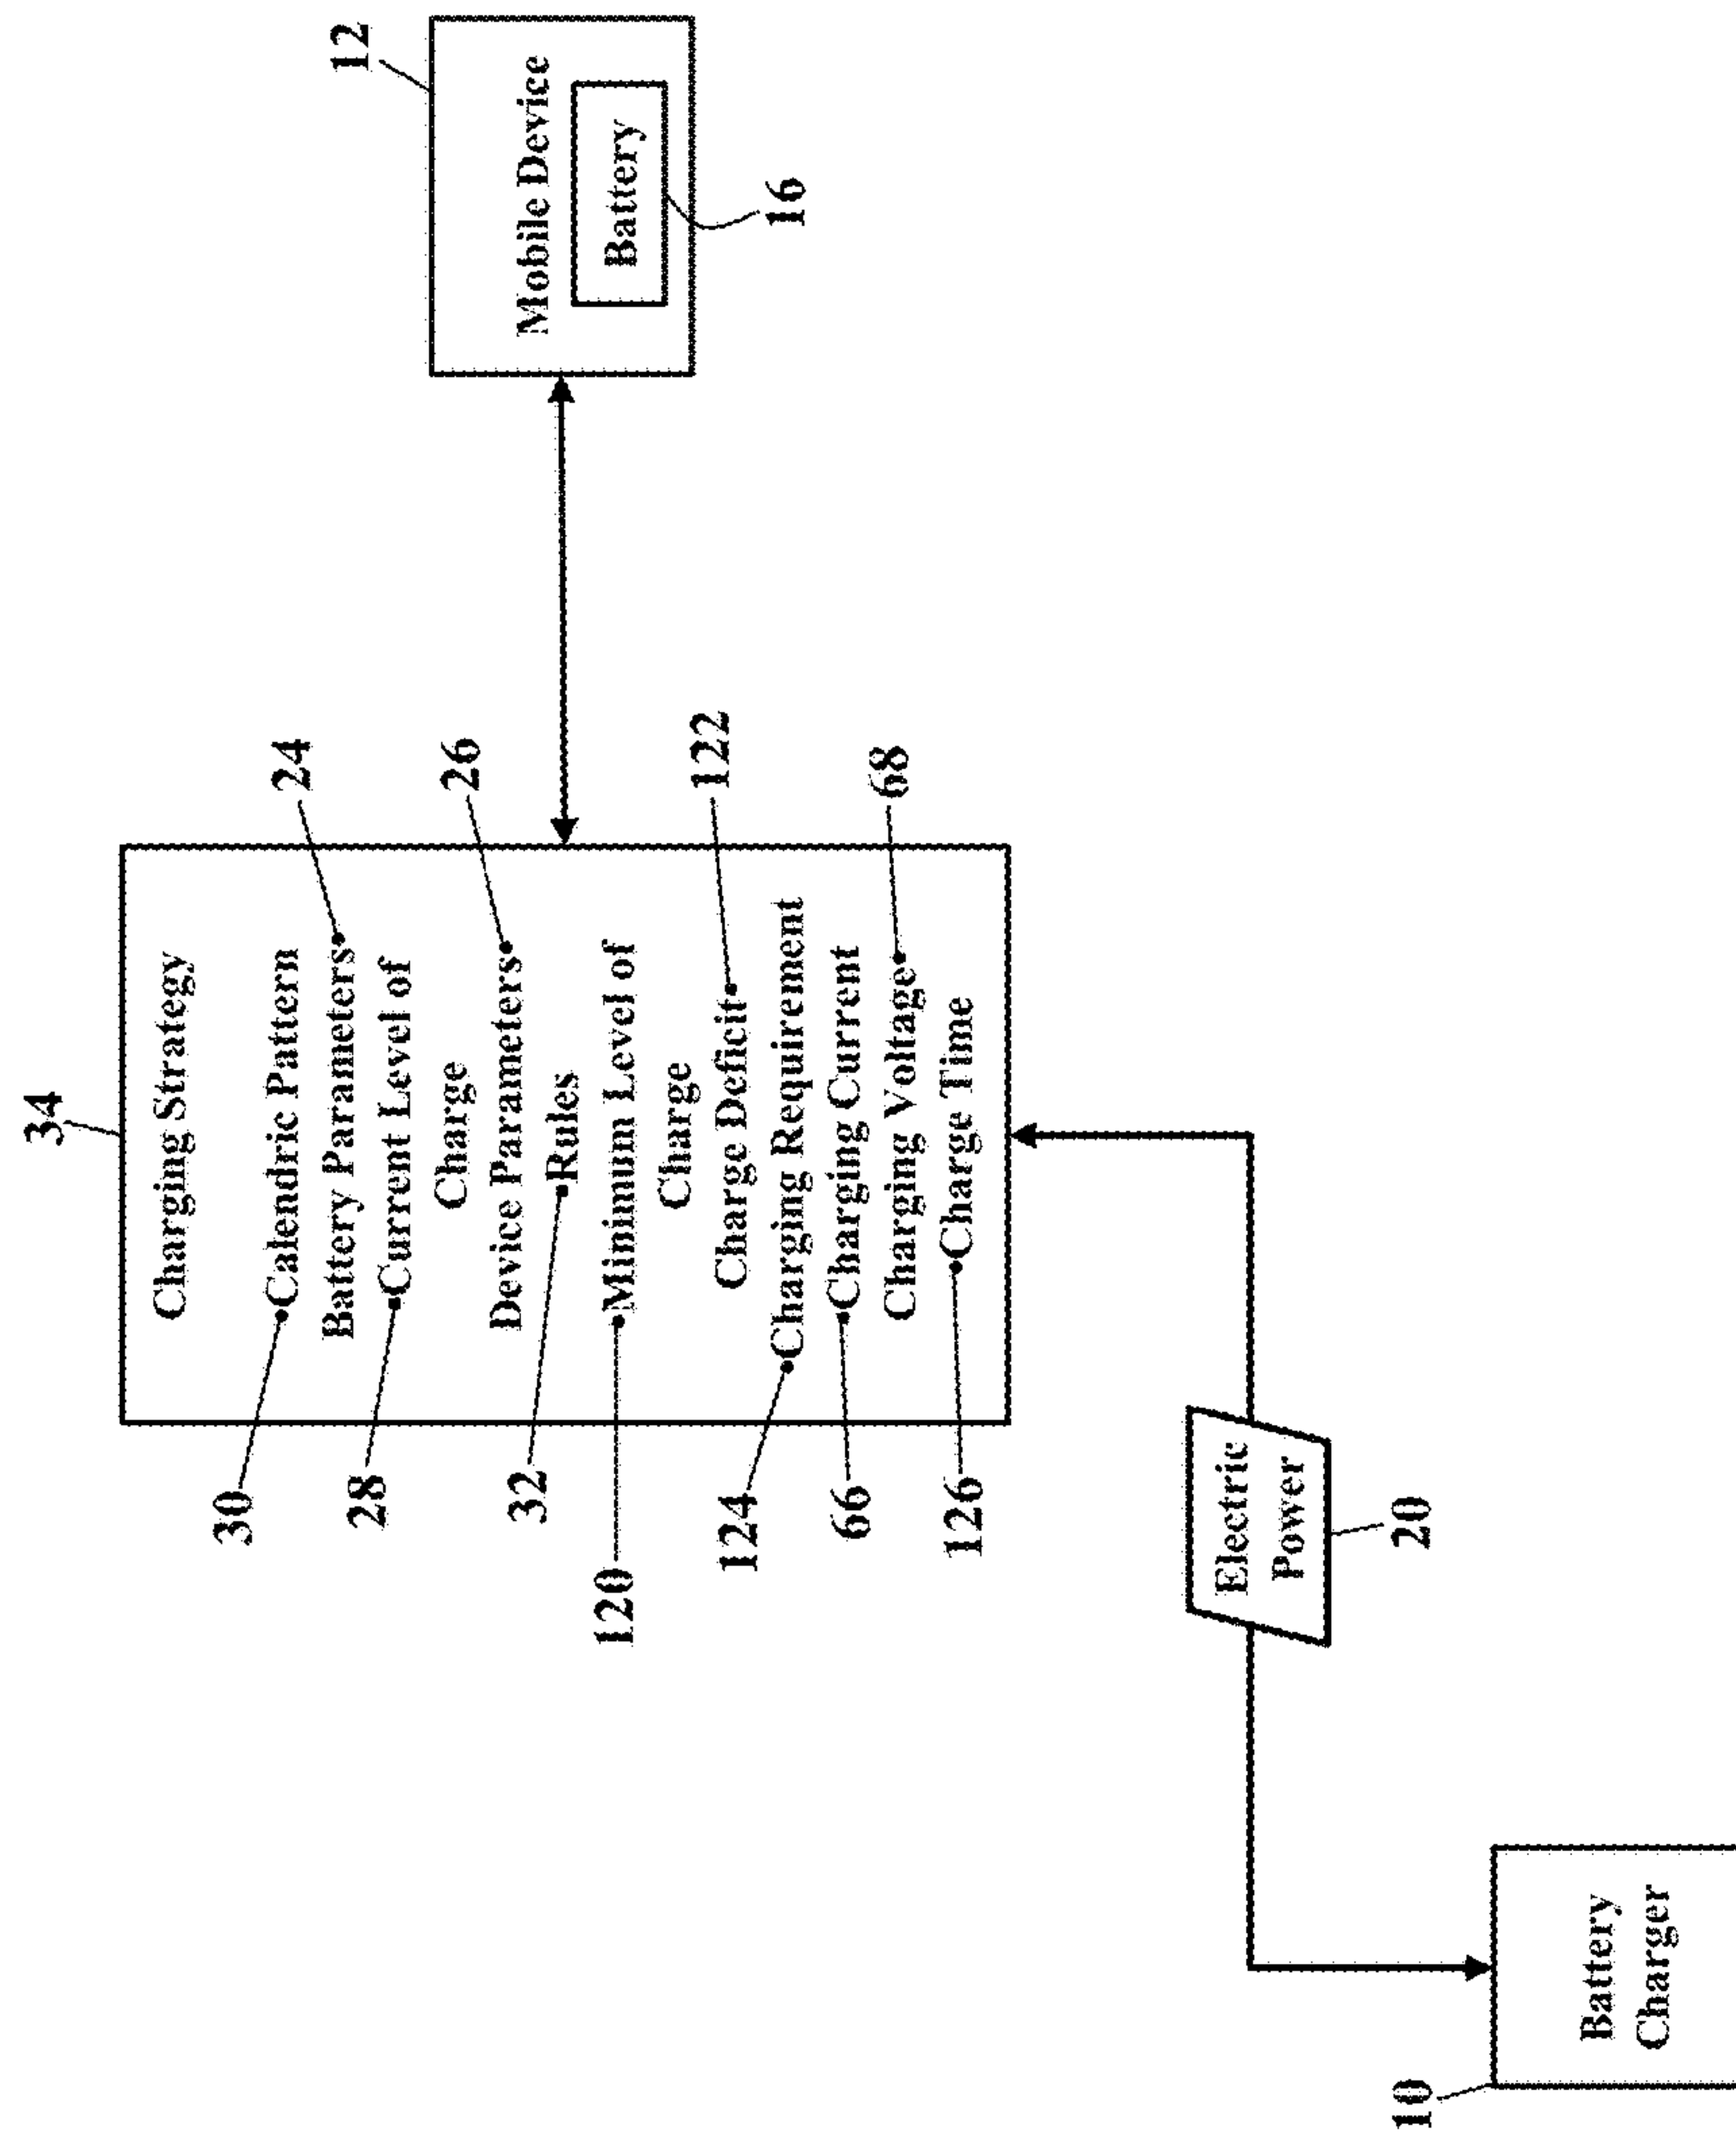 34
Charging Strategy
30
Calendric Pattern
24
Battery Parameters
28
Current Level of
Charge
26
Device Parameters
32
Rules
120
Minimum Level of
Charge
122
Charge Deficit
124
Charging Requirement
66
Charging Current
68
Charging Voltage
126
Charge Time
12
Mobile Device
Battery
16
Electric
Power
20
10
Battery
Charger